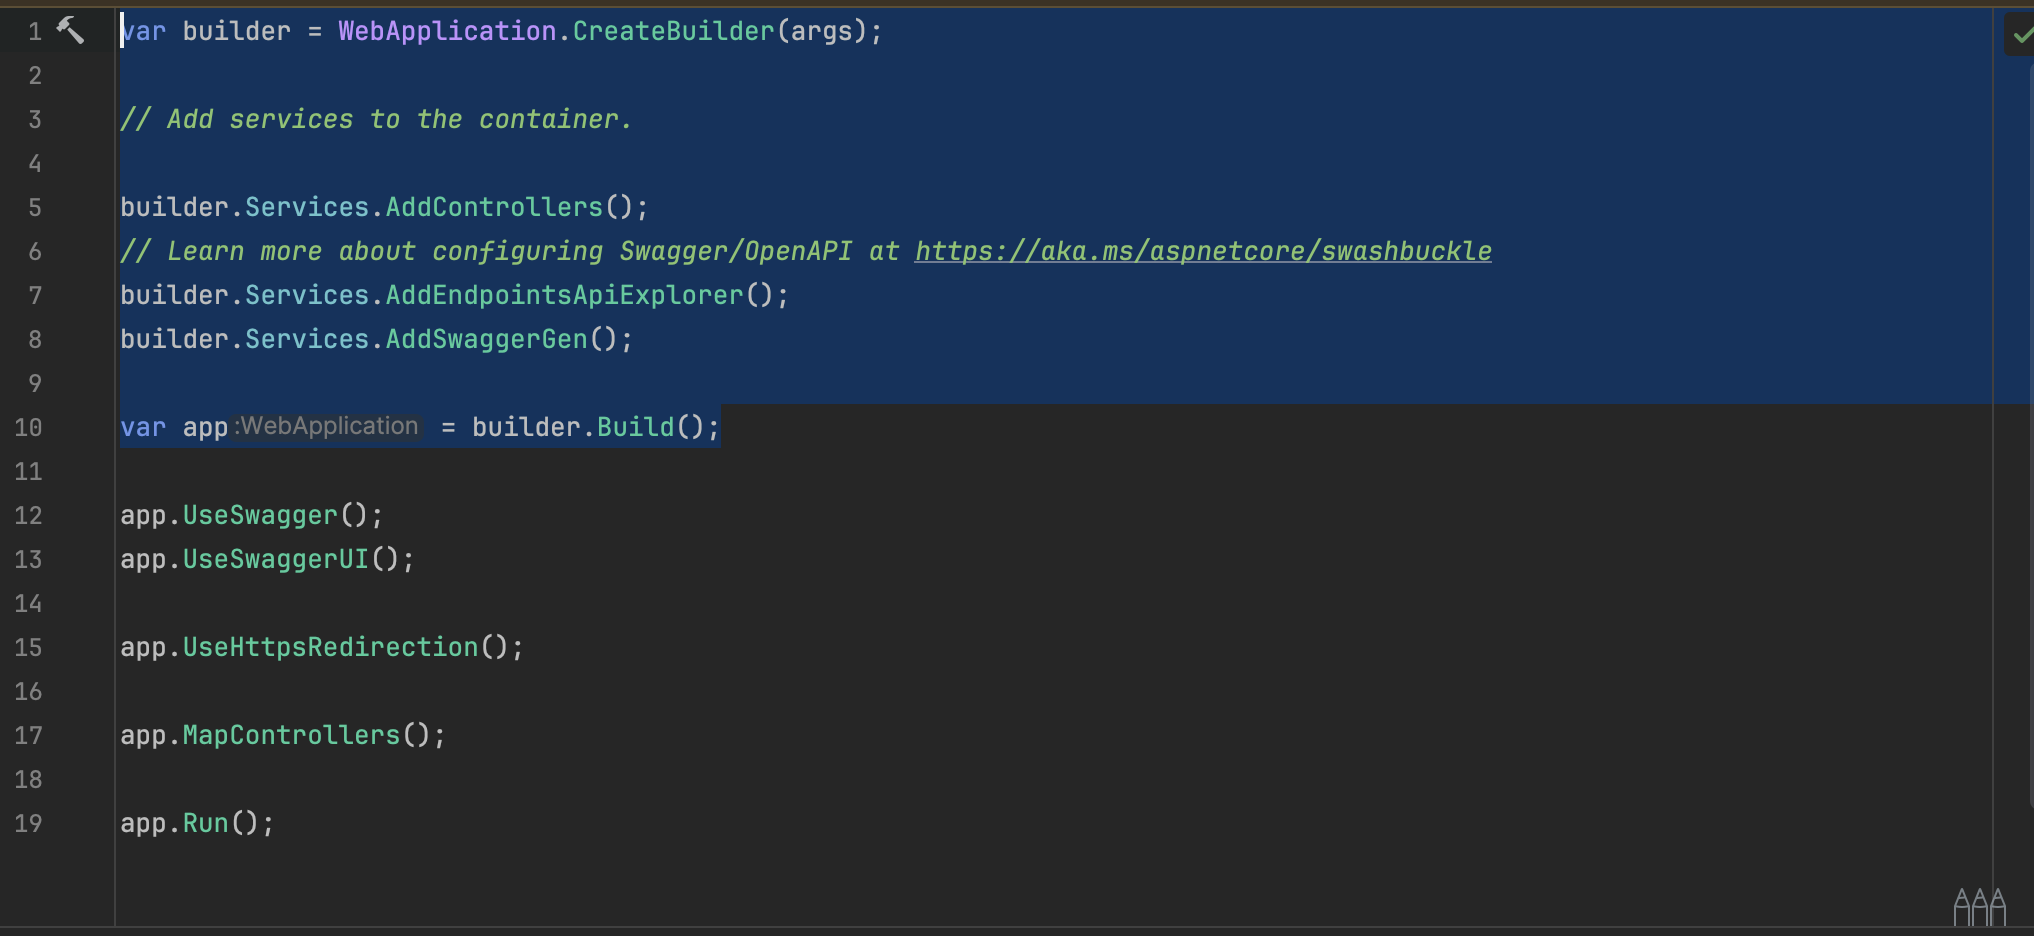 1 var builder = WebApplication.CreateBuilder(args);
2
3 // Add services to the container.
4
5 builder.Services.AddControllers();
6 // Learn more about configuring Swagger/OpenAPI at https://aka.ms/aspnetcore/swashbuckle
7 builder.Services.AddEndpointsApiExplorer();
8 builder.Services.AddSwaggerGen();
9
10 var app :WebApplication = builder.Build();
11
12 app.UseSwagger();
13 app.UseSwaggerUI();
14
15 app.UseHttpsRedirection();
16
17 app.MapControllers();
18
19 app.Run();